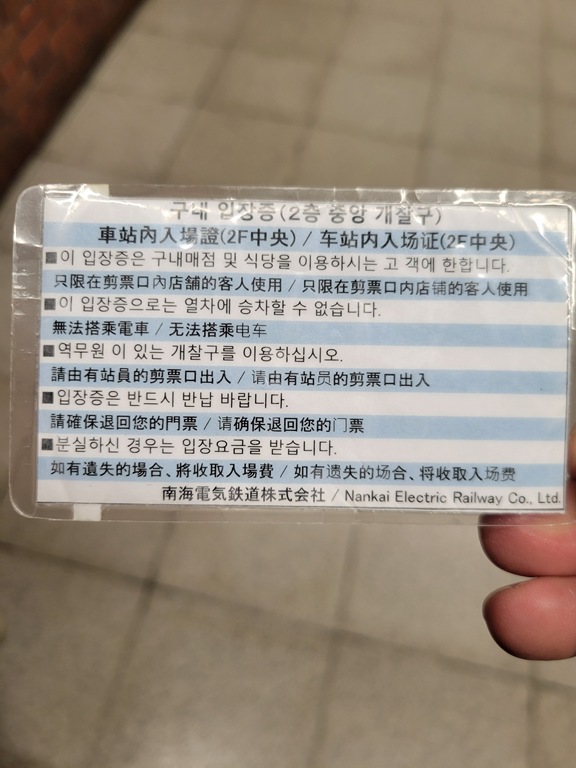 구내 입장증(2층 중앙 개찰구)
車站內入場證(2F中央) / 车站内入场证(2F中央)
■이 입장증은 구내매점 및 식당을 이용하시는 고 객에 한합니다.
只限在剪票口內店舖的客人使用 / 只限在剪票口内店铺的客人使用
■이 입장증으로는 열차에 승차할 수 없습니다.
無法搭乘電車 / 无法搭乘电车
■역무원 이 있는 개찰구를 이용하십시오.
請由有站員的剪票口出入 / 请由有站员的剪票口出入
■입장증은 반드시 반납 바랍니다.
請確保退回您的門票 / 请确保退回您的门票
■분실하신 경우는 입장요금을 받습니다.
如有遺失的場合、將收取入場費 / 如有遗失的场合、将收取入场费
南海電気鉄道株式会社 / Nankai Electric Railway Co., Ltd.